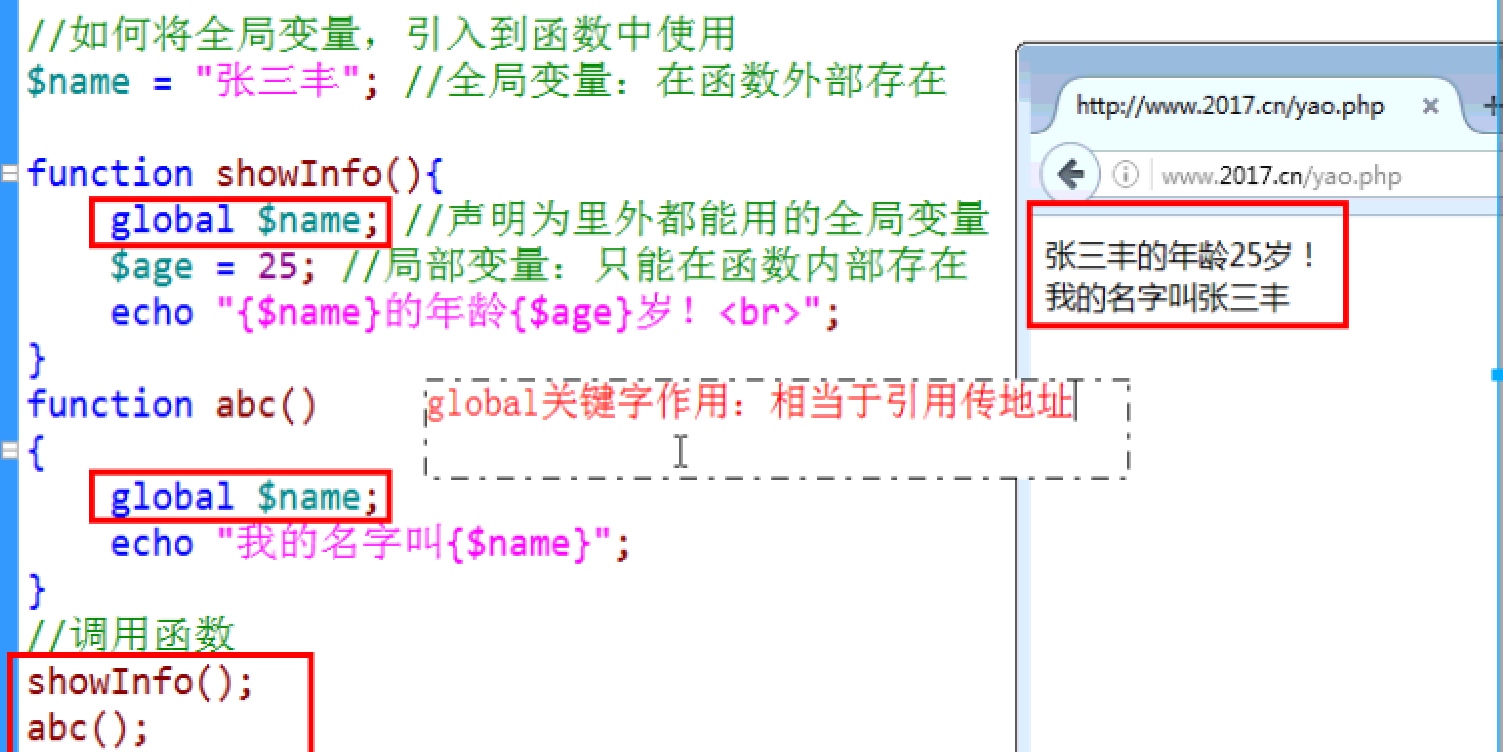 //如何将全局变量，引入到函数中使用
$name = "张三丰"; //全局变量：在函数外部存在
function showInfo(){
global $name; //声明为里外都能用的全局变量
$age = 25; //局部变量：只能在函数内部存在
echo "{$name}的年龄{$age}岁！<br>";
}
function abc()
{
global $name;
echo "我的名字叫{$name}";
}
//调用函数
showInfo();
abc();
global关键字作用：相当于引用传地址
http://www.2017.cn/yao.php
www.2017.cn/yao.php
张三丰的年龄25岁！
我的名字叫张三丰